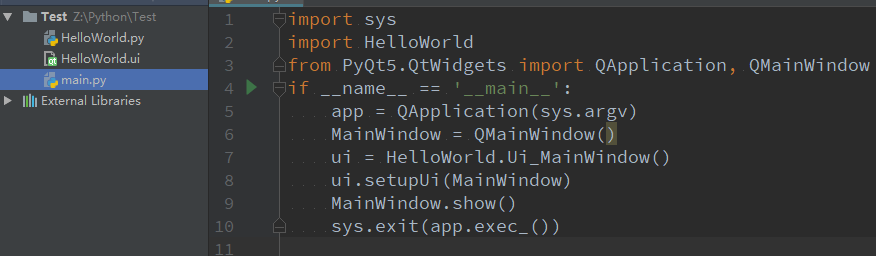 Test Z:\Python\Test
HelloWorld.py
HelloWorld.ui
main.py
External Libraries
1 import sys
2 import HelloWorld
3 from PyQt5.QtWidgets import QApplication, QMainWindow
4 if __name__ == '__main__':
5 app = QApplication(sys.argv)
6 MainWindow = QMainWindow()
7 ui = HelloWorld.Ui_MainWindow()
8 ui.setupUi(MainWindow)
9 MainWindow.show()
10 sys.exit(app.exec_())
11